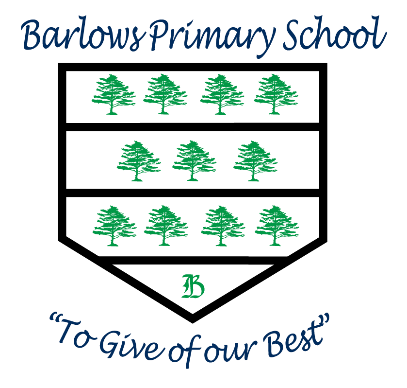 Barlows Primary School
B
“To Give of our Best”